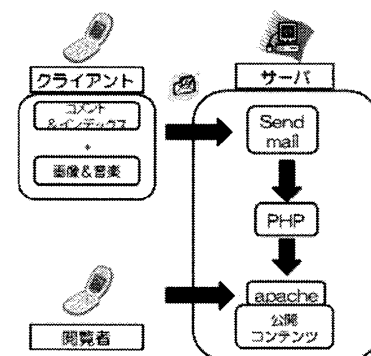 クライアント
コメント
&インデックス
+
画像&音楽
サーバ
Send
mail
PHP
apache
公開
コンテンツ
閲覧者